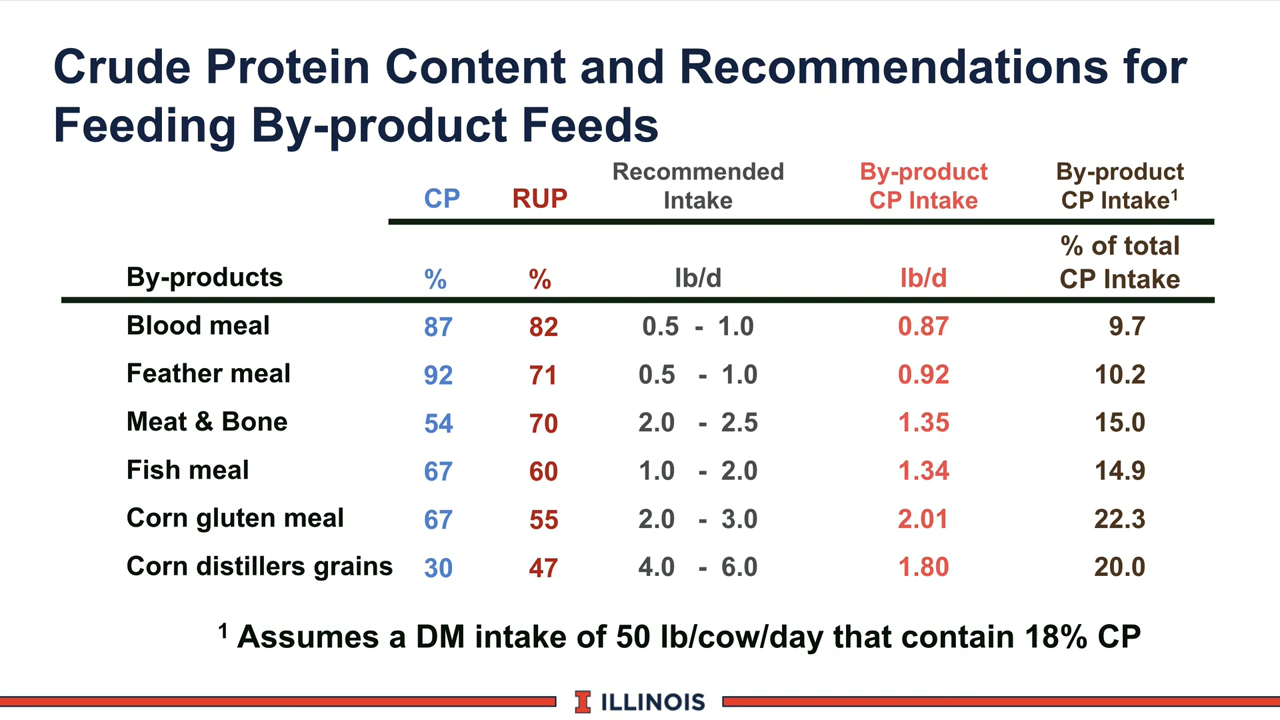 Crude Protein Content and Recommendations for
Feeding By-product Feeds
CP RUP Recommended Intake By-product CP Intake By-product CP Intake¹
By-products % % lb/d lb/d % of total CP Intake
Blood meal 87 82 0.5 - 1.0 0.87 9.7
Feather meal 92 71 0.5 - 1.0 0.92 10.2
Meat & Bone 54 70 2.0 - 2.5 1.35 15.0
Fish meal 67 60 1.0 - 2.0 1.34 14.9
Corn gluten meal 67 55 2.0 - 3.0 2.01 22.3
Corn distillers grains 30 47 4.0 - 6.0 1.80 20.0
¹ Assumes a DM intake of 50 lb/cow/day that contain 18% CP
I ILLINOIS